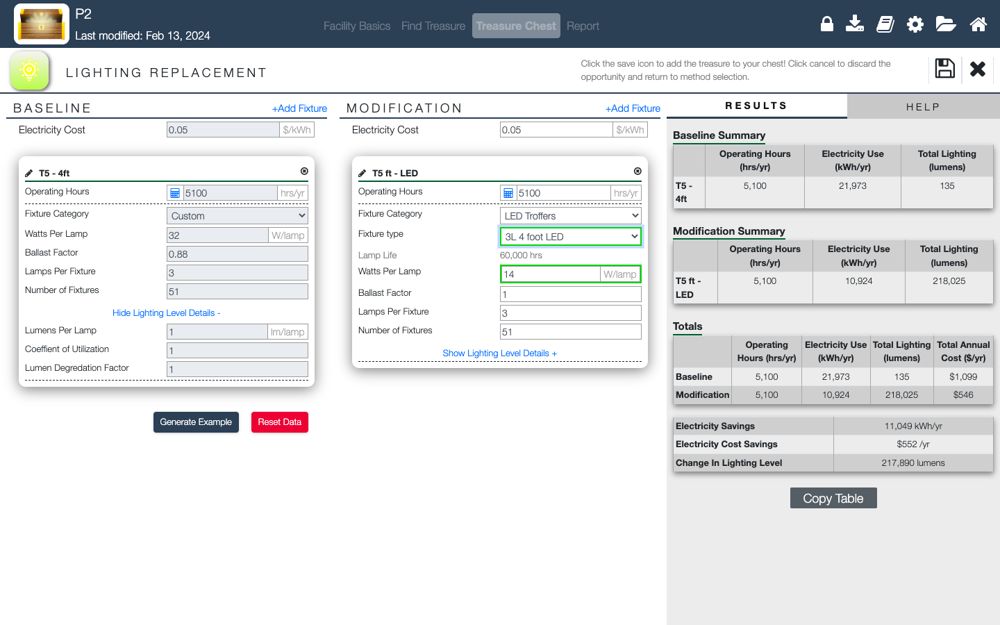 P2
Last modified: Feb 13, 2024
Facility Basics Find Treasure Treasure Chest Report
LIGHTING REPLACEMENT
Click the save icon to add the treasure to your chest! Click cancel to discard the
opportunity and return to method selection.
BASELINE +Add Fixture
Electricity Cost 0.05 $/kWh
T5 - 4ft
Operating Hours 5100 hrs/yr
Fixture Category Custom
Watts Per Lamp 32 W/lamp
Ballast Factor 0.88
Lamps Per Fixture 3
Number of Fixtures 51
Hide Lighting Level Details -
Lumens Per Lamp 1 lm/lamp
Coeffient of Utilization 1
Lumen Degredation Factor 1
Generate Example Reset Data
MODIFICATION +Add Fixture
Electricity Cost 0.05 $/kWh
T5 ft - LED
Operating Hours 5100 hrs/yr
Fixture Category LED Troffers
Fixture type 3L 4 foot LED
Lamp Life 60,000 hrs
Watts Per Lamp 14 W/lamp
Ballast Factor 1
Lamps Per Fixture 3
Number of Fixtures 51
Show Lighting Level Details +
RESULTS HELP
Baseline Summary
Operating Hours Electricity Use Total Lighting
(hrs/yr) (kWh/yr) (lumens)
T5 - 5,100 21,973 135
4ft
Modification Summary
Operating Hours Electricity Use Total Lighting
(hrs/yr) (kWh/yr) (lumens)
T5 ft - 5,100 10,924 218,025
LED
Totals
Operating Electricity Use Total Lighting Total Annual
Hours (hrs/yr) (kWh/yr) (lumens) Cost ($/yr)
Baseline 5,100 21,973 135 $1,099
Modification 5,100 10,924 218,025 $546
Electricity Savings 11,049 kWh/yr
Electricity Cost Savings $552 /yr
Change In Lighting Level 217,890 lumens
Copy Table